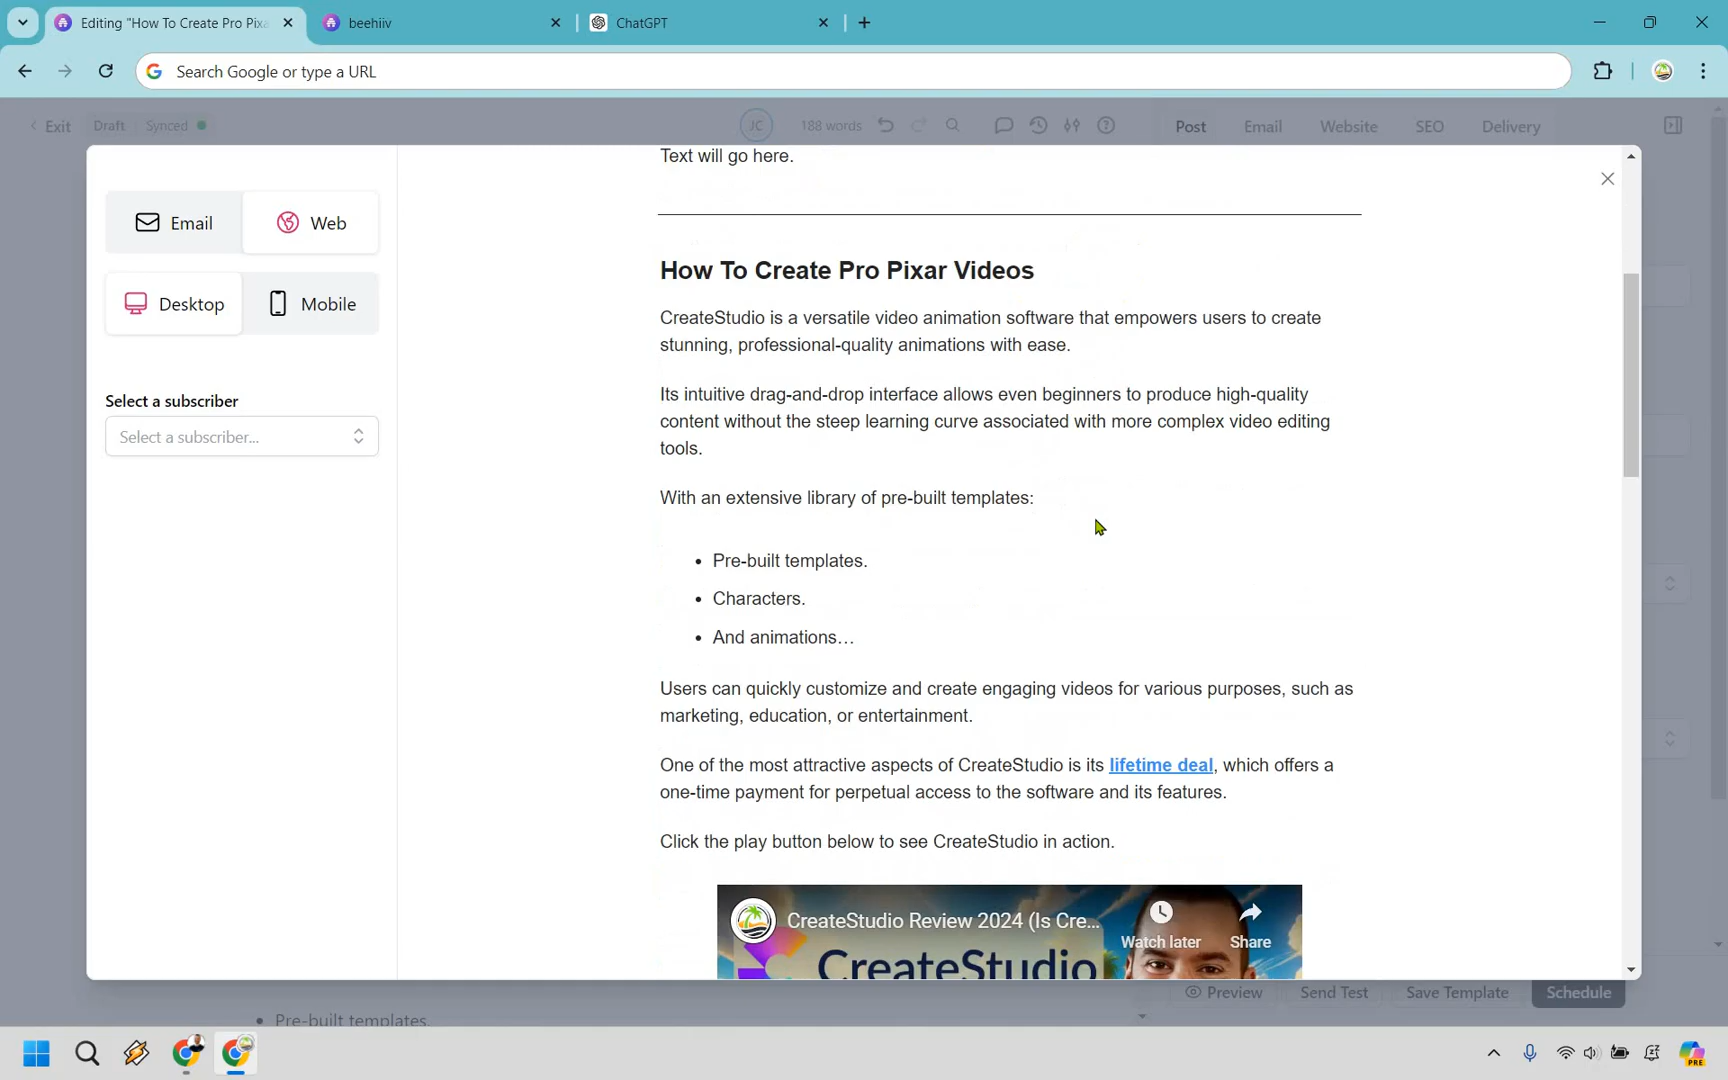 Editing "How To Create Pro Pixa
beehiiv
ChatGPT
Search Google or type a URL
Exit
Draft
Synced
JC
188 words
Post
Email
Website
SEO
Delivery
Email
Web
Desktop
Mobile
Select a subscriber
Select a subscriber...
Text will go here.
How To Create Pro Pixar Videos
CreateStudio is a versatile video animation software that empowers users to create
stunning, professional-quality animations with ease.
Its intuitive drag-and-drop interface allows even beginners to produce high-quality
content without the steep learning curve associated with more complex video editing
tools.
With an extensive library of pre-built templates:
• Pre-built templates.
• Characters.
• And animations…
Users can quickly customize and create engaging videos for various purposes, such as
marketing, education, or entertainment.
One of the most attractive aspects of CreateStudio is its lifetime deal, which offers a
one-time payment for perpetual access to the software and its features.
Click the play button below to see CreateStudio in action.
CreateStudio Review 2024 (Is Cre...
Watch later
Share
CreateStudio
Preview
Send Test
Save Template
Schedule
• Pre-built templates.
PRE